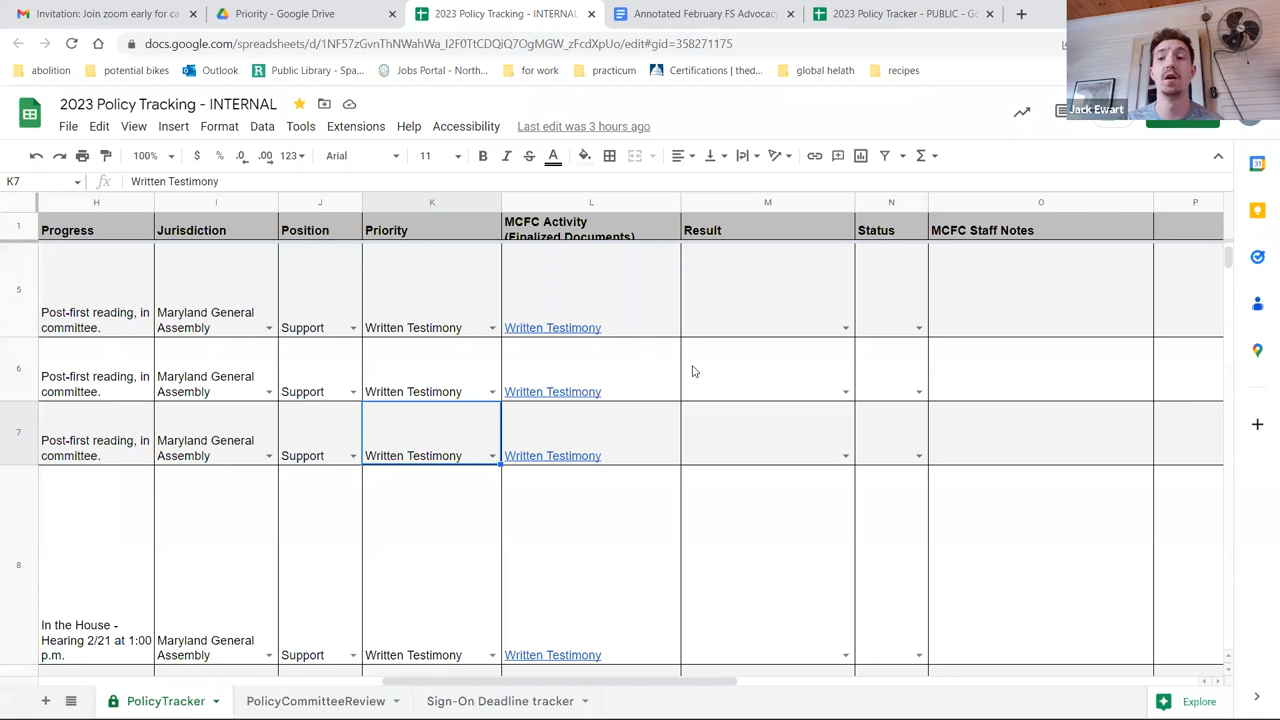 Invitation: Join zoom early for ca
Priority - Google Drive
2023 Policy Tracking - INTERNAL
Annotated February FS Advocacy
2023 Policy Tracker - PUBLIC - Go
docs.google.com/spreadsheets/d/1NF57zGvnThNWahWa_I2F0TtCDQiQ7OgMGW_zFcdXpUo/edit#gid=358271175
abolition
potential bikes
Outlook
Public Library - Spa...
Jobs Portal - North...
for work
practicum
Certifications | thed...
global helath
recipes
Jack Ewart
2023 Policy Tracking - INTERNAL
File Edit View Insert Format Data Tools Extensions Help Accessibility Last edit was 3 hours ago
100% $ % .0 .00 123 Arial 11 B I S A
K7 fx Written Testimony
H I J K L M N O P
1 Progress Jurisdiction Position Priority MCFC Activity (Finalized Documents) Result Status MCFC Staff Notes
5 Post-first reading, in committee. Maryland General Assembly Support Written Testimony Written Testimony
6 Post-first reading, in committee. Maryland General Assembly Support Written Testimony Written Testimony
7 Post-first reading, in committee. Maryland General Assembly Support Written Testimony Written Testimony
8 In the House - Hearing 2/21 at 1:00 p.m. Maryland General Assembly Support Written Testimony Written Testimony
PolicyTracker
PolicyCommitteeReview
Sign On Deadline tracker
Explore